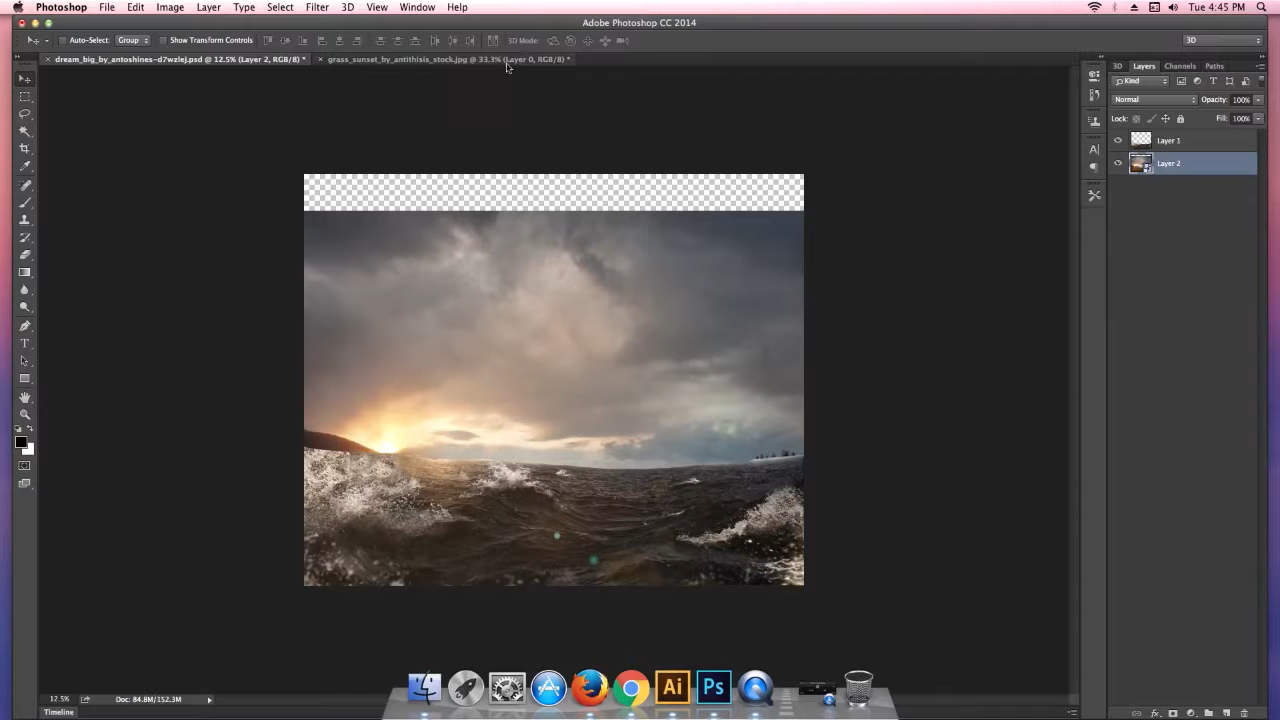 Photoshop File Edit Image Layer Type Select Filter 3D View Window Help Tue 4:45 PM
Adobe Photoshop CC 2014
Auto-Select: Group Show Transform Controls 3D Mode: 3D
× dream_big_by_antoshines-d7wzlej.psd @ 12.5% (Layer 2, RGB/8) * × grass_sunset_by_antithisis_stock.jpg @ 33.3% (Layer 0, RGB/8) *
3D Layers Channels Paths
Kind
Normal Opacity: 100%
Lock: Fill: 100%
Layer 1
Layer 2
12.5% Doc: 84.8M/152.3M
Timeline
Ai Ps